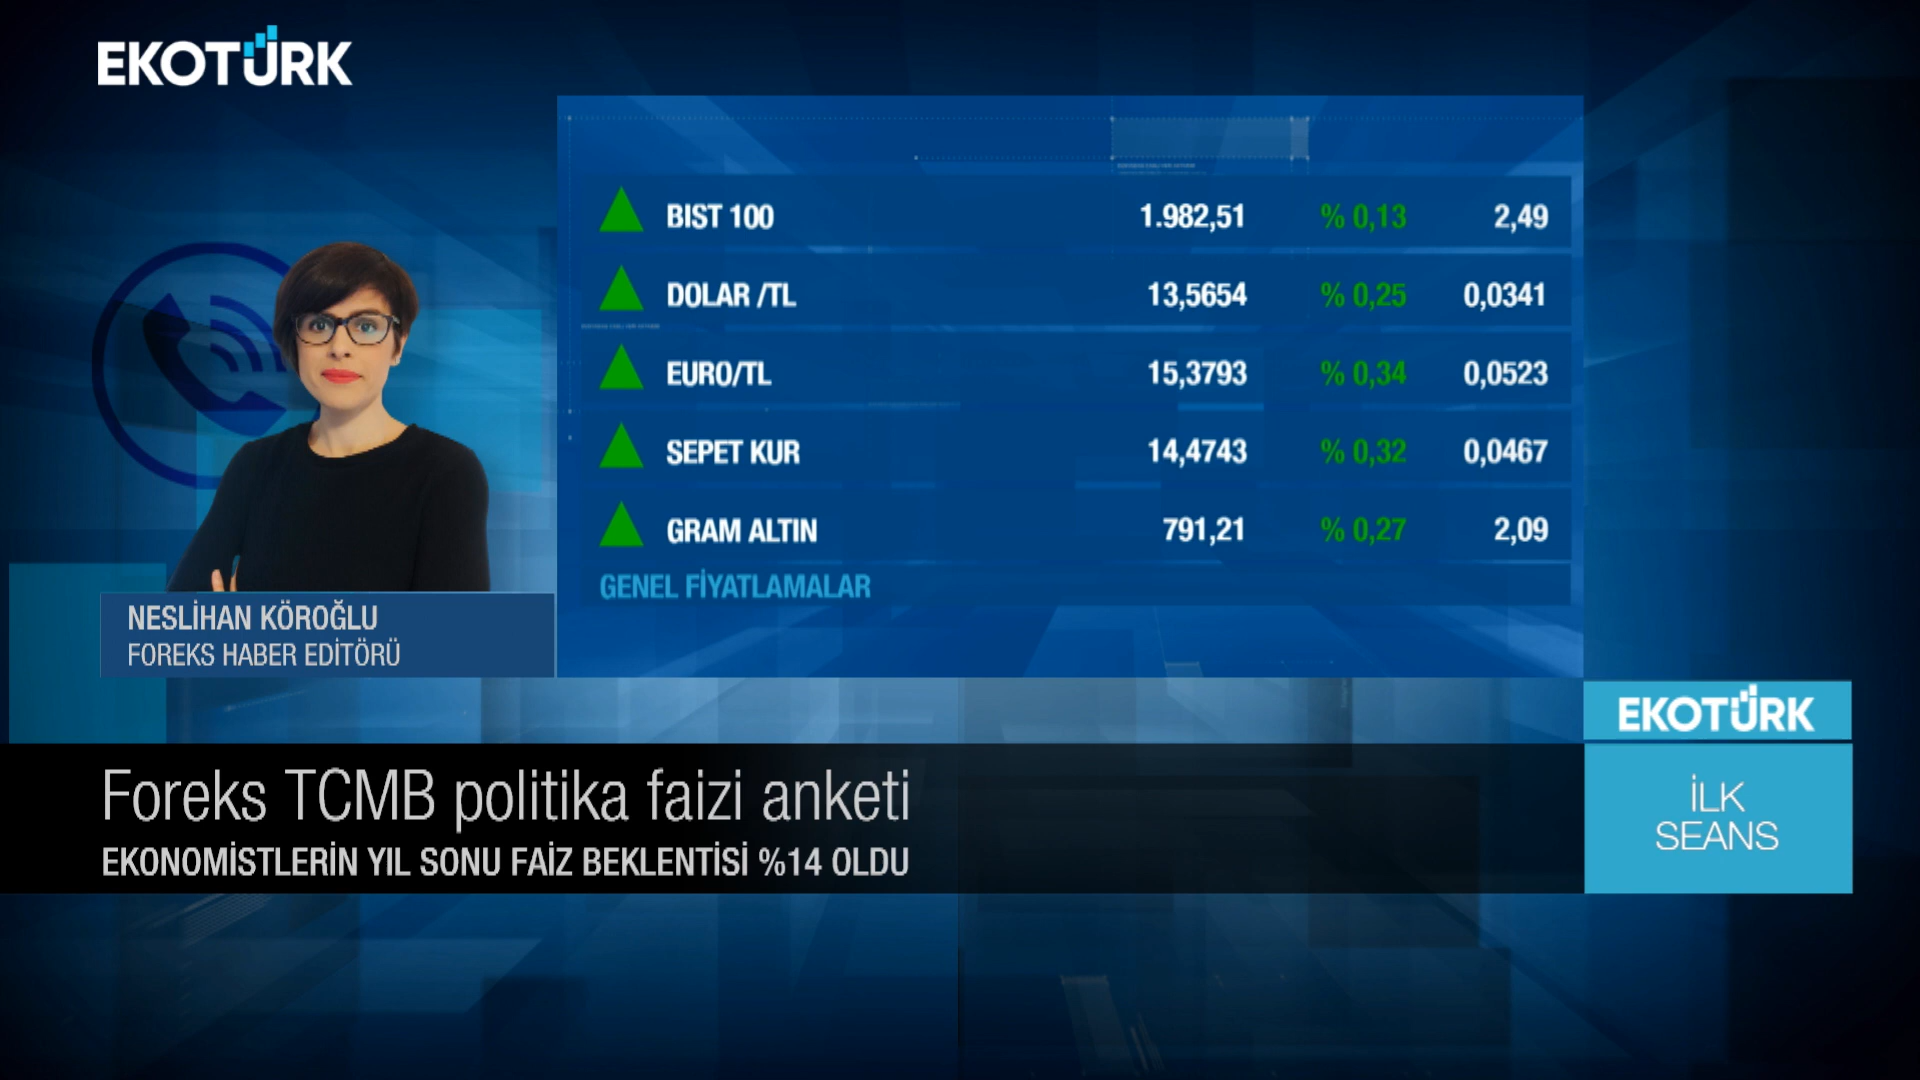 EKOTÜRK
BIST 100 1.982,51 % 0,13 2,49
DOLAR /TL 13,5654 % 0,25 0,0341
EURO/TL 15,3793 % 0,34 0,0523
SEPET KUR 14,4743 % 0,32 0,0467
GRAM ALTIN 791,21 % 0,27 2,09
GENEL FİYATLAMALAR
NESLİHAN KÖROĞLU
FOREKS HABER EDİTÖRÜ
EKOTÜRK
Foreks TCMB politika faizi anketi
EKONOMİSTLERİN YIL SONU FAİZ BEKLENTİSİ %14 OLDU
İLK
SEANS